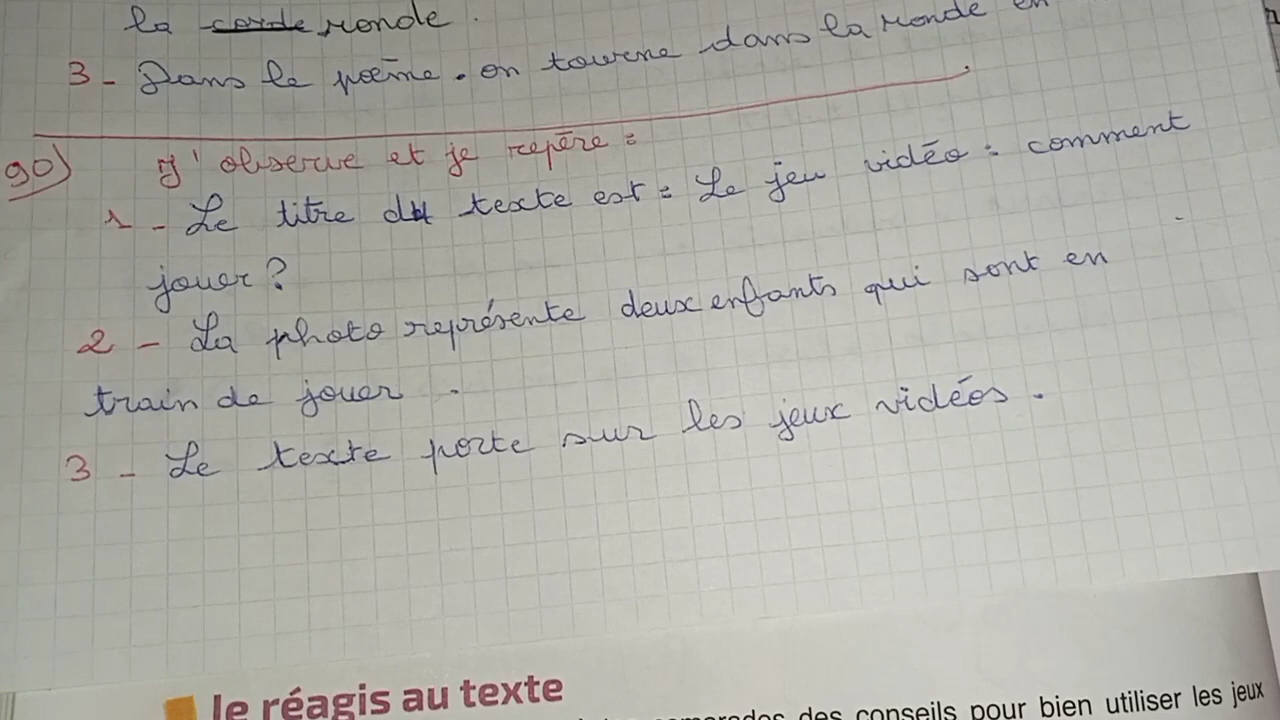 la corde ronde.
3 - Dans le poème. on tourne dans la ronde en
90) J'observe et je repère :
1 - Le titre du texte est : Le jeu vidéo : comment
jouer ?
2 - La photo représente deux enfants qui sont en
train de jouer.
3 - Le texte porte sur les jeux vidéos.
Je réagis au texte
des conseils pour bien utiliser les jeux